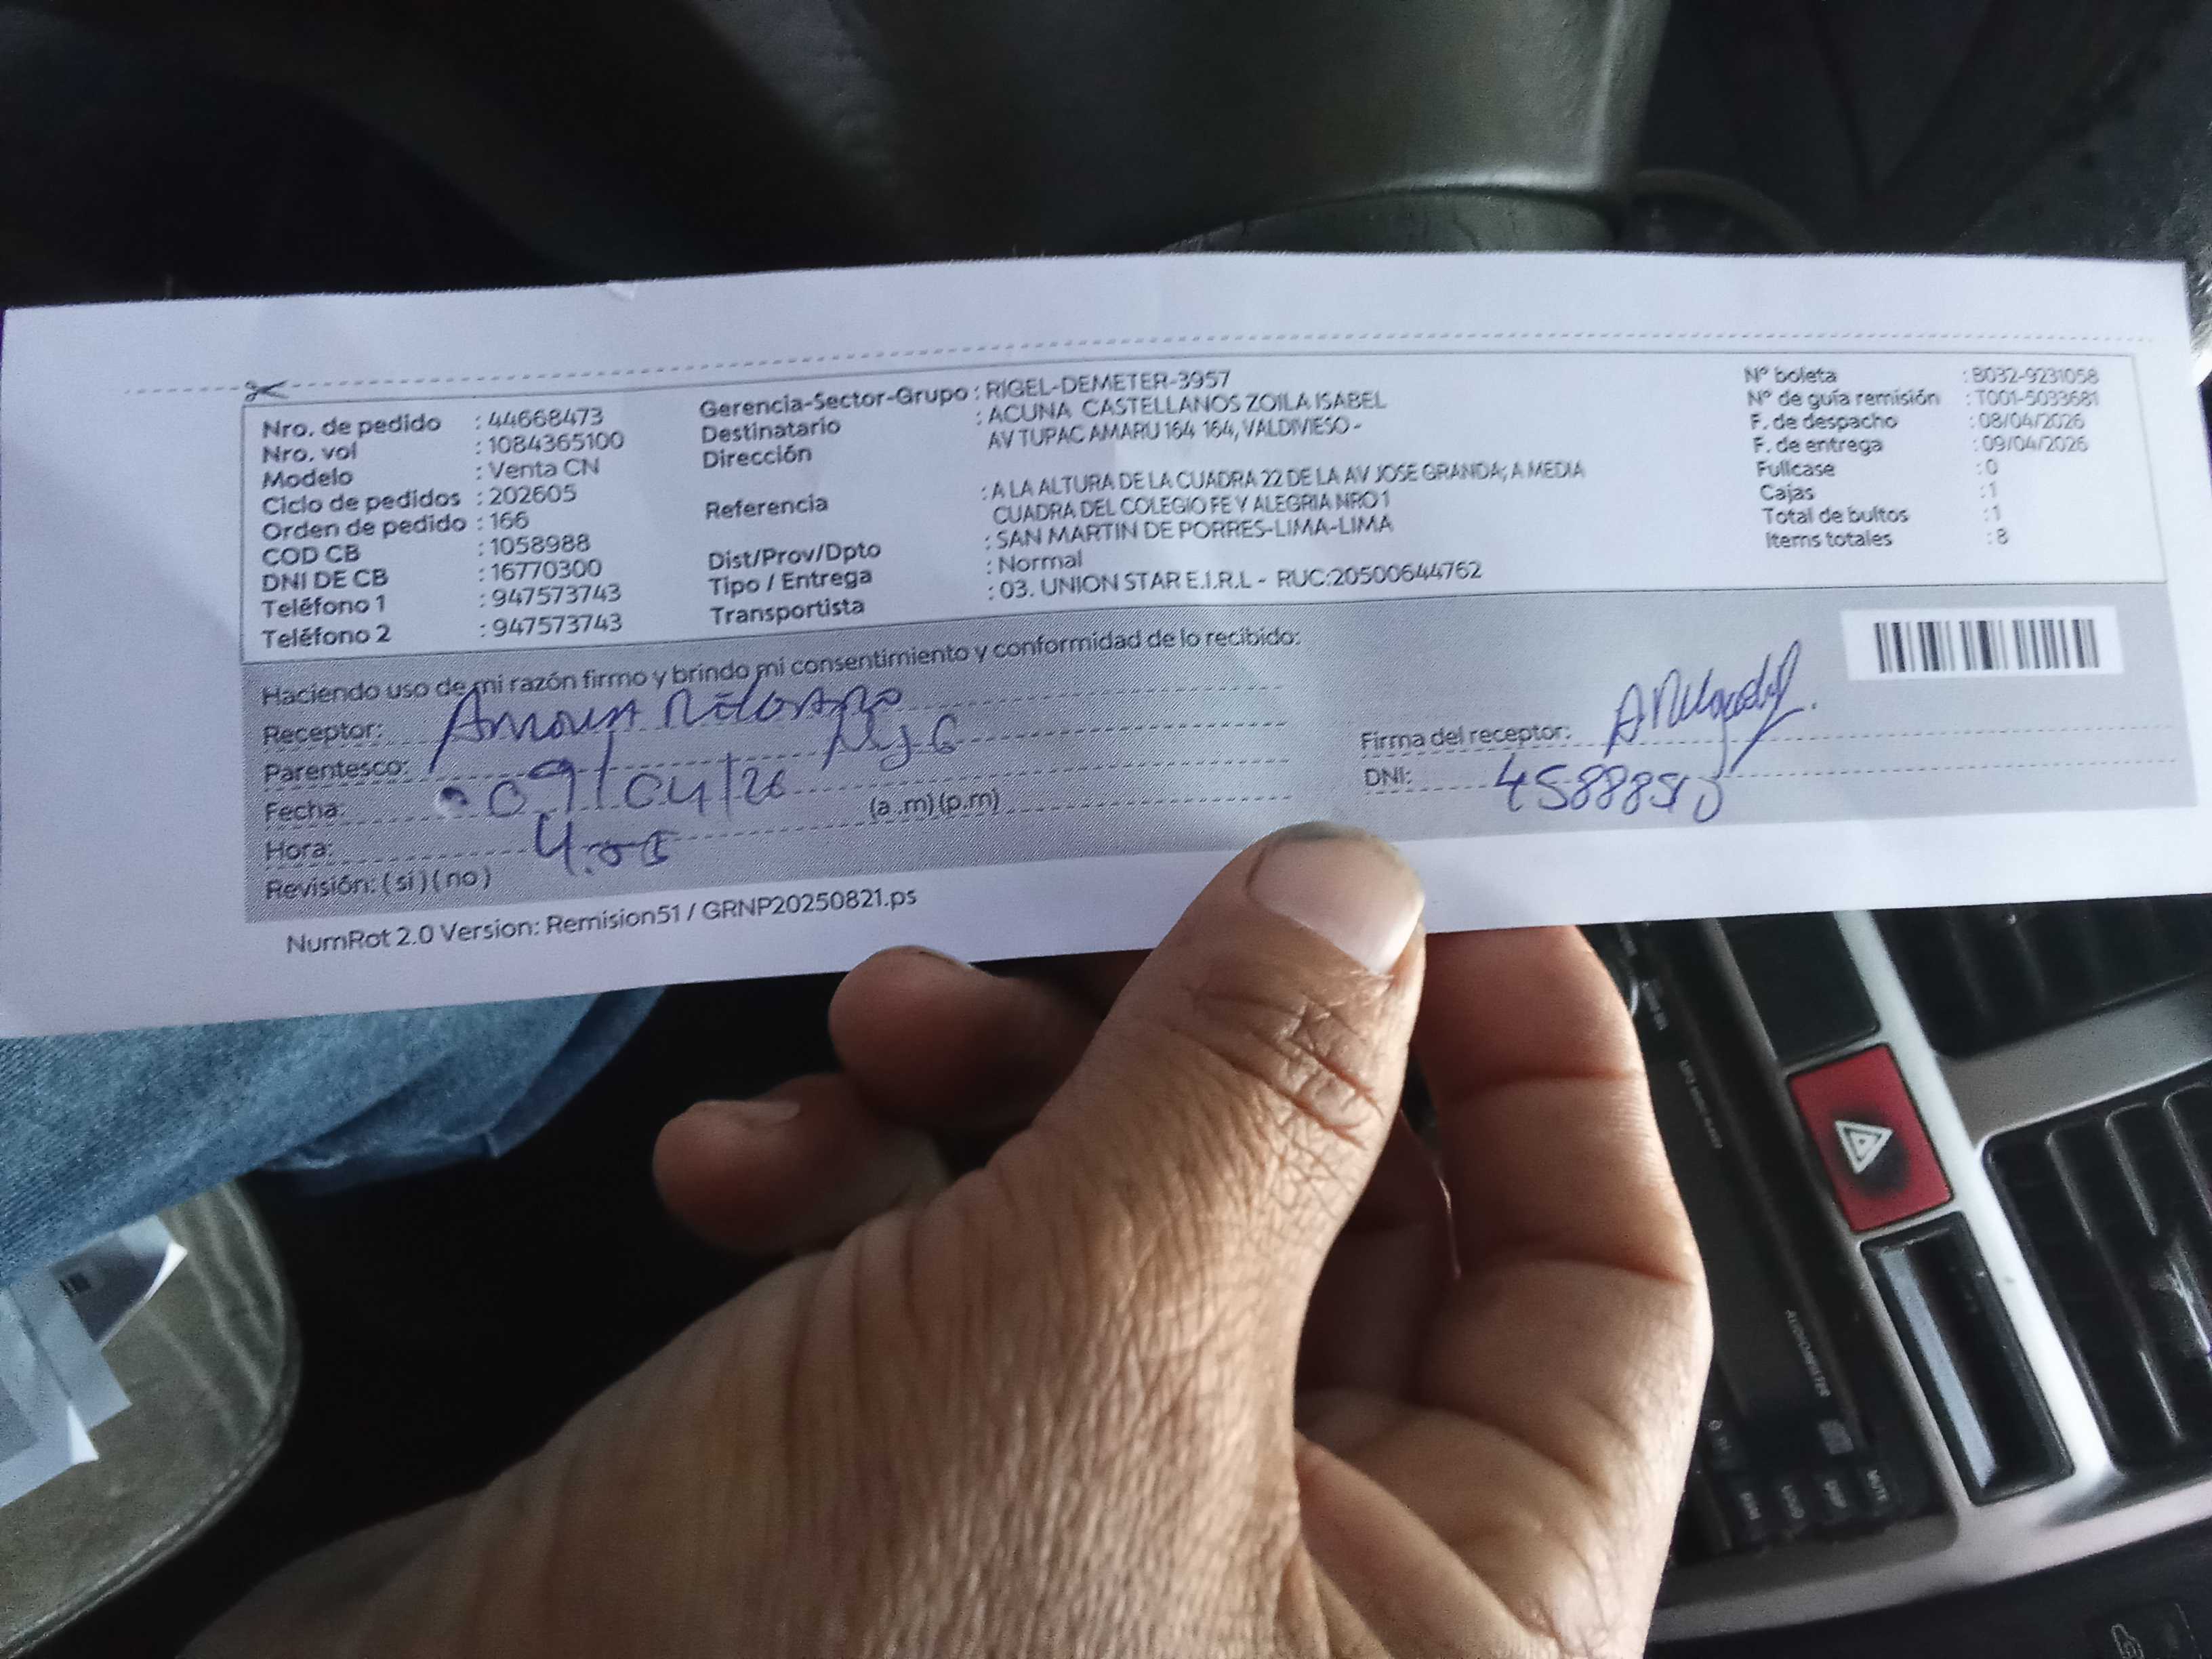 Nro. de pedido : 44668473
Nro. vol : 1084365100
Modelo : Venta CN
Ciclo de pedidos : 202605
Orden de pedido : 166
COD CB : 1058988
DNI DE CB : 16770300
Teléfono 1 : 947573743
Teléfono 2 : 947573743
Gerencia-Sector-Grupo : RIGEL-DEMETER-3957
Destinatario : ACUNA CASTELLANOS ZOILA ISABEL
Dirección AV TUPAC AMARU 164 164, VALDIVIESO -
Referencia : A LA ALTURA DE LA CUADRA 22 DE LA AV JOSE GRANDA; A MEDIA
CUADRA DEL COLEGIO FE Y ALEGRIA NRO 1
Dist/Prov/Dpto : SAN MARTIN DE PORRES-LIMA-LIMA
Tipo / Entrega : Normal
Transportista : 03. UNION STAR E.I.R.L - RUC:20500644762
Nº boleta : B032-9231058
Nº de guía remisión : T001-5033681
F. de despacho : 08/04/2026
F. de entrega : 09/04/2026
Fullcase : 0
Cajas : 1
Total de bultos : 1
Items totales : 8
Haciendo uso de mi razón firmo y brindo mi consentimiento y conformidad de lo recibido:
Receptor:
Parentesco:
Fecha: 09/04/26
Hora: (a.m)(p.m)
Revisión: (si)(no)
Firma del receptor:
DNI:
NumRot 2.0 Version: Remision51 / GRNP20250821.ps